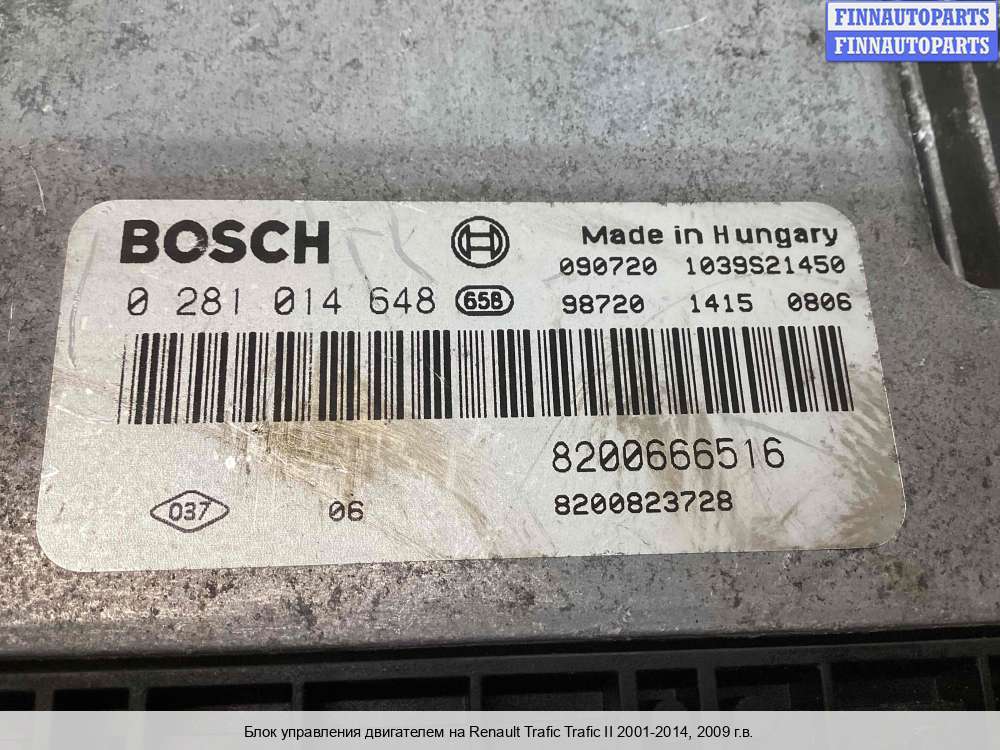 FINNAUTOPARTS
FINNAUTOPARTS
BOSCH Made in Hungary
090720 1039S21450
0 281 014 648 65B 98720 1415 0806
8200666516
037 06 8200823728
Блок управления двигателем на Renault Trafic Trafic II 2001-2014, 2009 г.в.